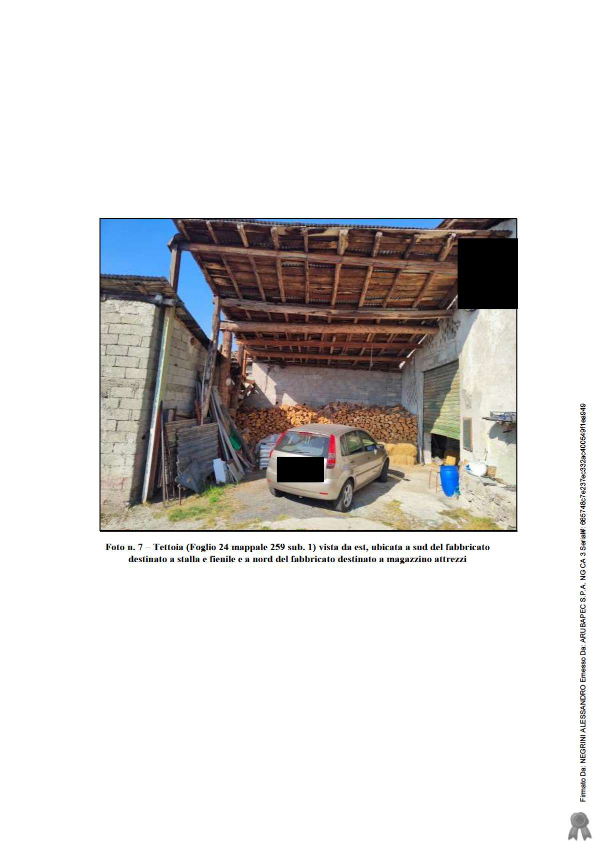 Foto n. 7 – Tettoia (Foglio 24 mappale 259 sub. 1) vista da est, ubicata a sud del fabbricato
destinato a stalla e fienile e a nord del fabbricato destinato a magazzino attrezzi
Firmato Da: NEGRINI ALESSANDRO Emesso Da: ARUBAPEC S.P.A. NG CA 3 Serial#: 665748c7e237ec332ac400549f1ea949